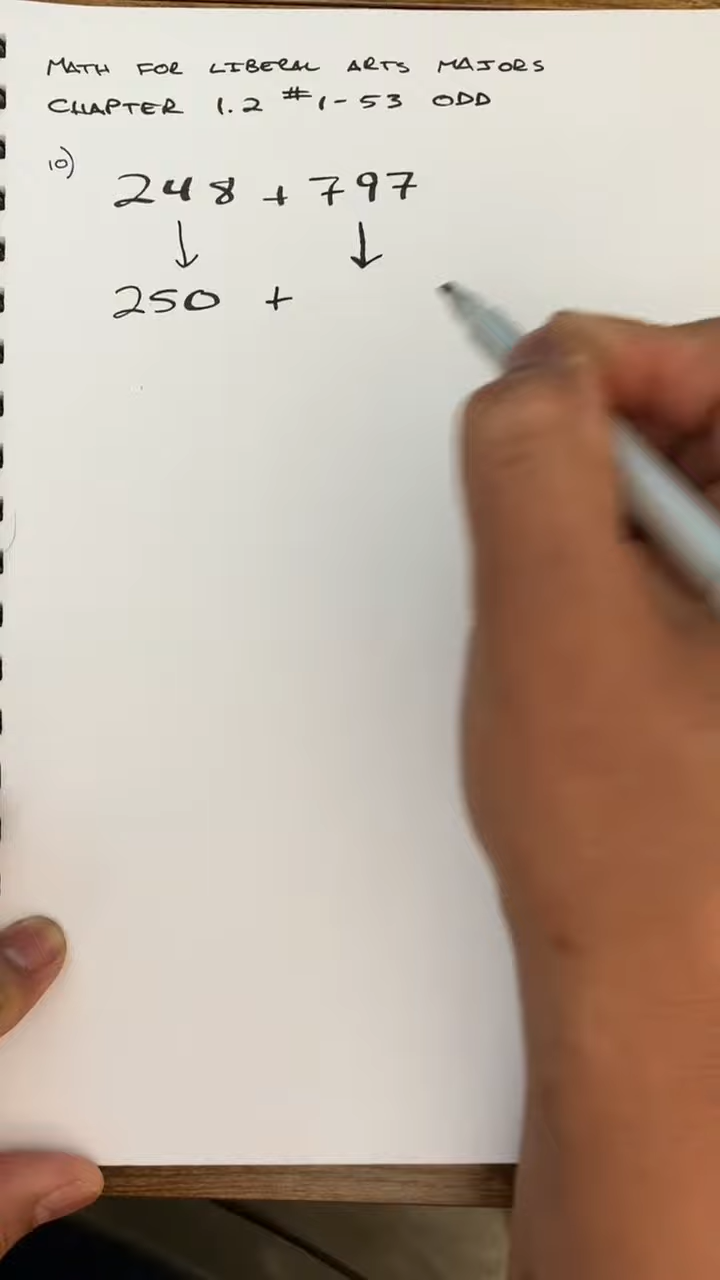 MATH FOR LIBERAL ARTS MAJORS
CHAPTER 1.2 #1-53 ODD
10)
248 + 797
↓ ↓
250 +